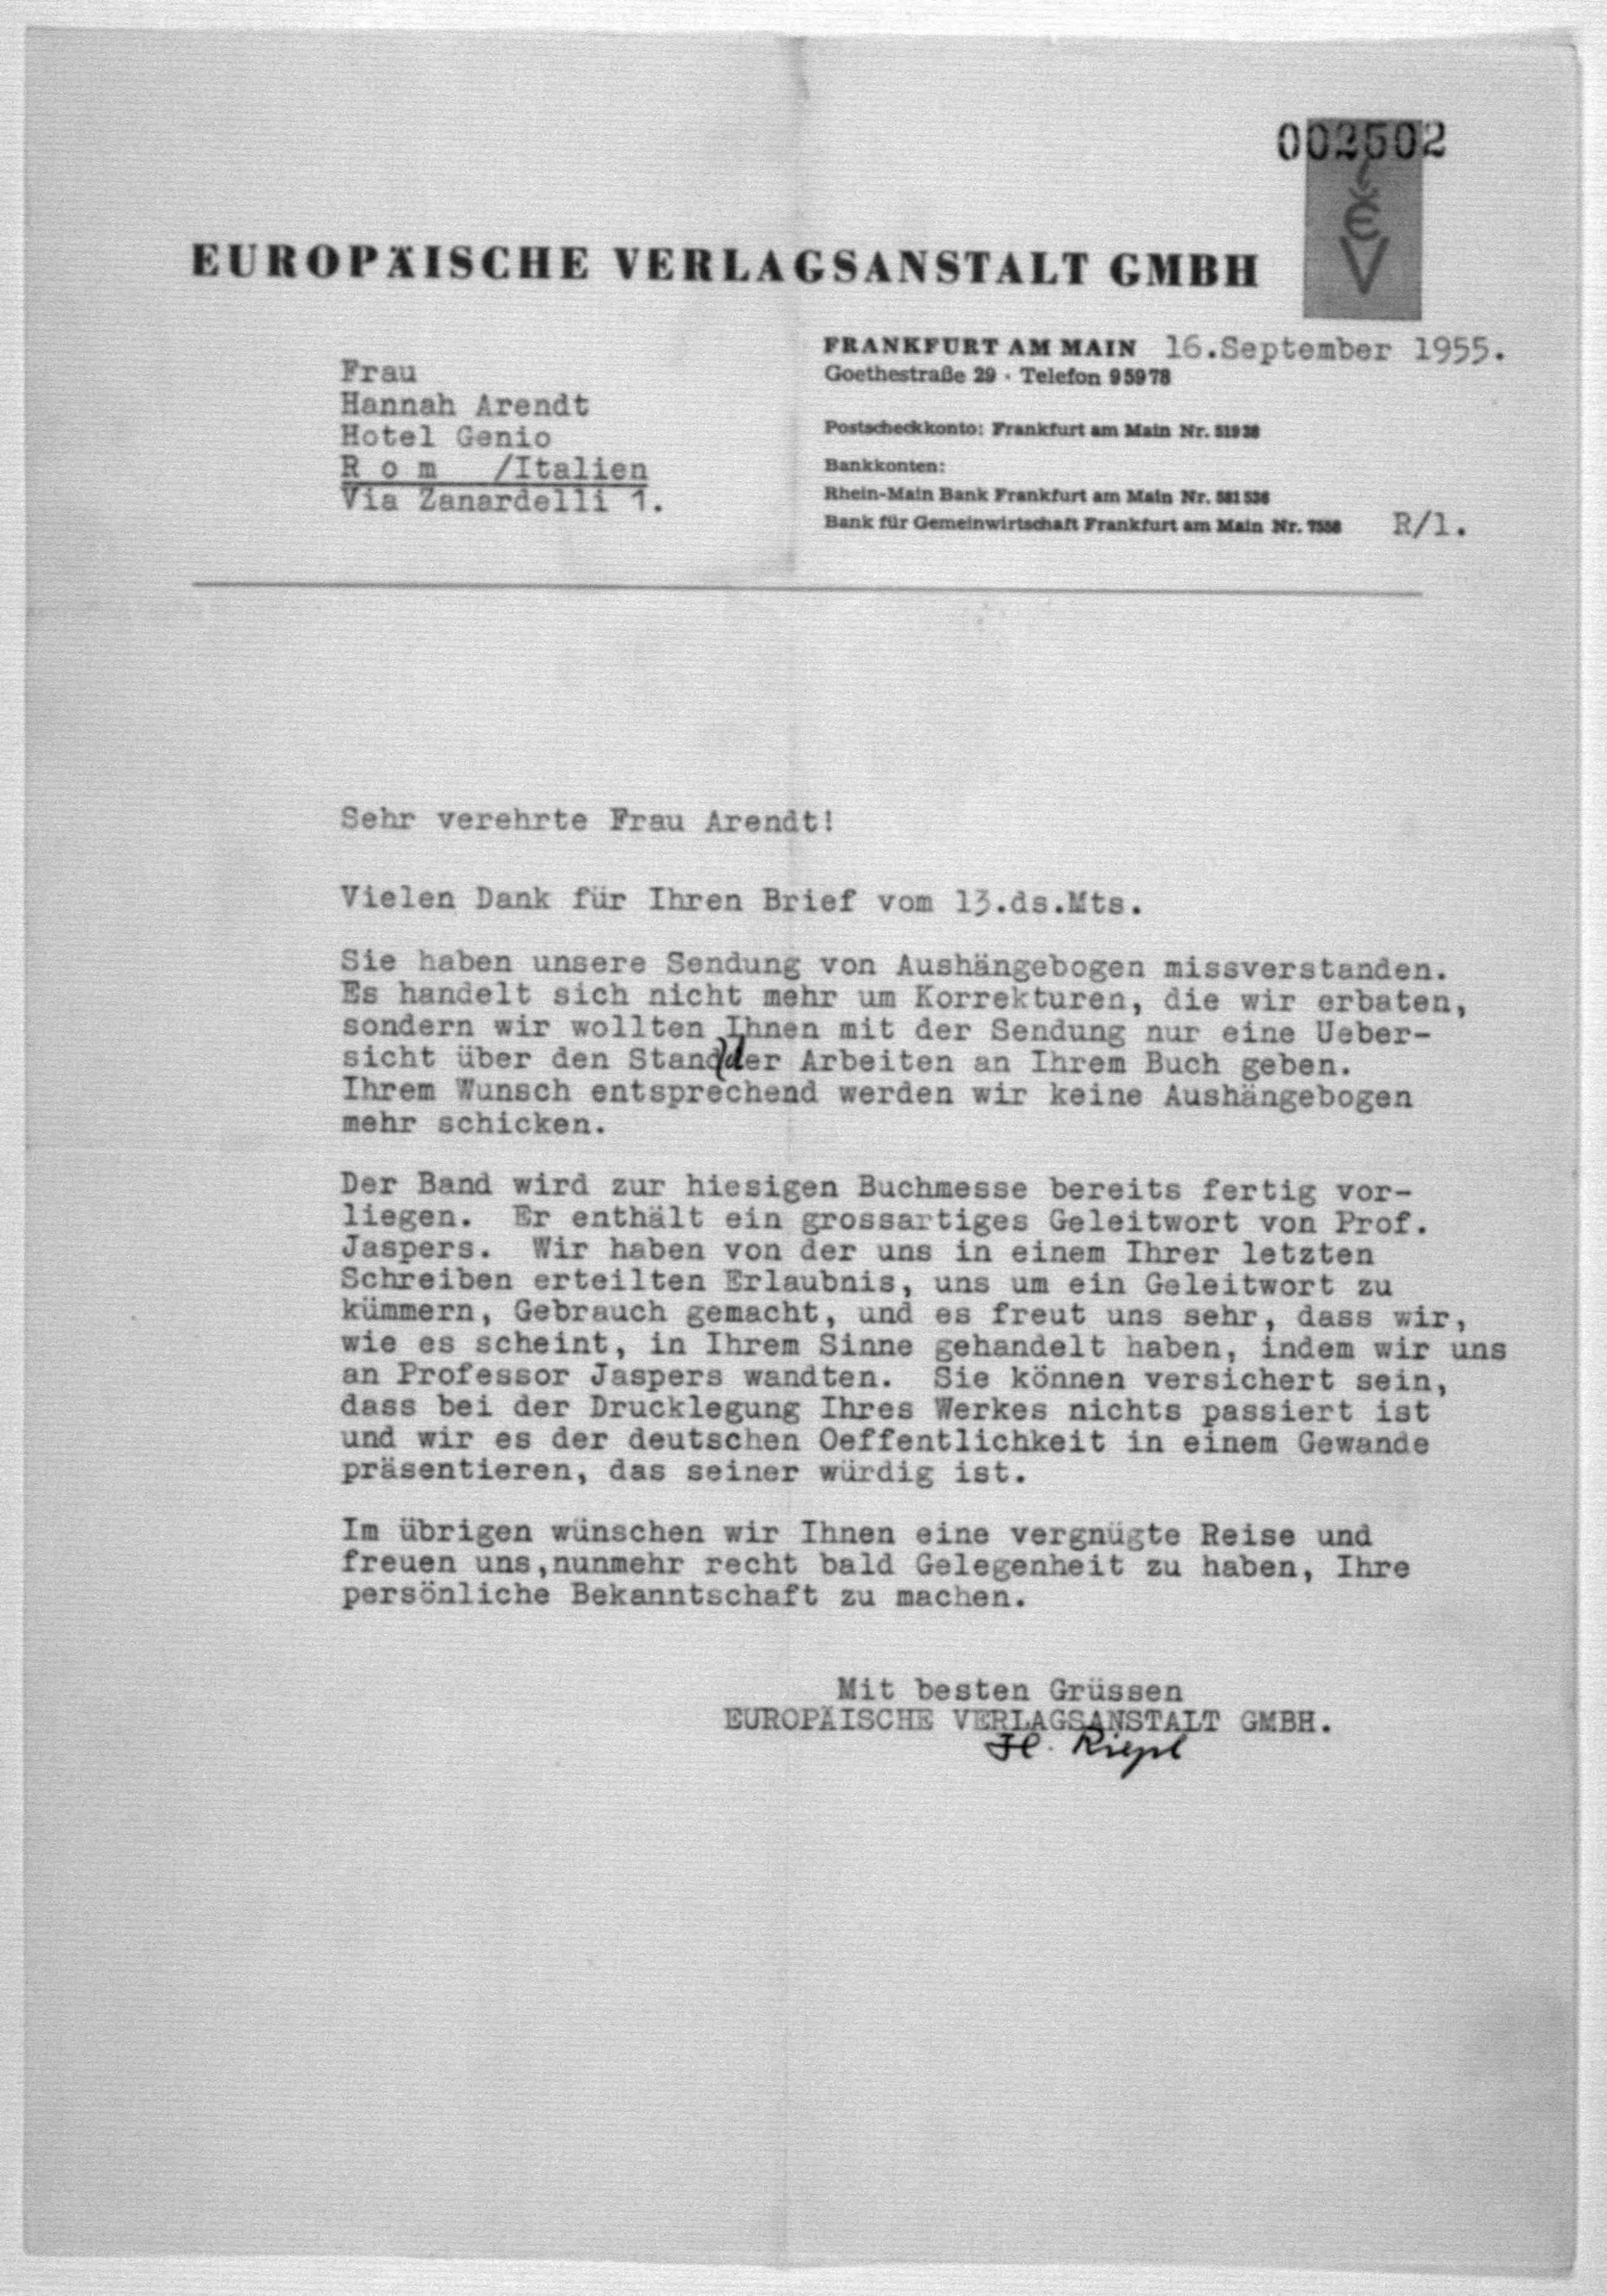 002502
EV
EUROPÄISCHE VERLAGSANSTALT GMBH
FRANKFURT AM MAIN 16.September 1955.
Goethestraße 29 · Telefon 95978
Postscheckkonto: Frankfurt am Main Nr. 51938
Bankkonten:
Rhein-Main Bank Frankfurt am Main Nr. 581536
Bank für Gemeinwirtschaft Frankfurt am Main Nr. R/l.
Frau
Hannah Arendt
Hotel Genio
R o m /Italien
Via Zanardelli 1.
Sehr verehrte Frau Arendt!
Vielen Dank für Ihren Brief vom 13.ds.Mts.
Sie haben unsere Sendung von Aushängebogen missverstanden.
Es handelt sich nicht mehr um Korrekturen, die wir erbaten,
sondern wir wollten Ihnen mit der Sendung nur eine Ueber-
sicht über den Stand der Arbeiten an Ihrem Buch geben.
Ihrem Wunsch entsprechend werden wir keine Aushängebogen
mehr schicken.
Der Band wird zur hiesigen Buchmesse bereits fertig vor-
liegen. Er enthält ein grossartiges Geleitwort von Prof.
Jaspers. Wir haben von der uns in einem Ihrer letzten
Schreiben erteilten Erlaubnis, uns um ein Geleitwort zu
kümmern, Gebrauch gemacht, und es freut uns sehr, dass wir,
wie es scheint, in Ihrem Sinne gehandelt haben, indem wir uns
an Professor Jaspers wandten. Sie können versichert sein,
dass bei der Drucklegung Ihres Werkes nichts passiert ist
und wir es der deutschen Oeffentlichkeit in einem Gewande
präsentieren, das seiner würdig ist.
Im übrigen wünschen wir Ihnen eine vergnügte Reise und
freuen uns,nunmehr recht bald Gelegenheit zu haben, Ihre
persönliche Bekanntschaft zu machen.
Mit besten Grüssen
EUROPÄISCHE VERLAGSANSTALT GMBH.
H. Riepl